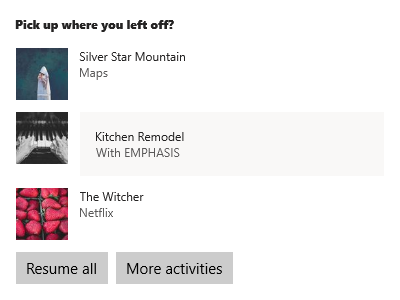 Pick up where you left off?
Silver Star Mountain
Maps
Kitchen Remodel
With EMPHASIS
The Witcher
Netflix
Resume all
More activities